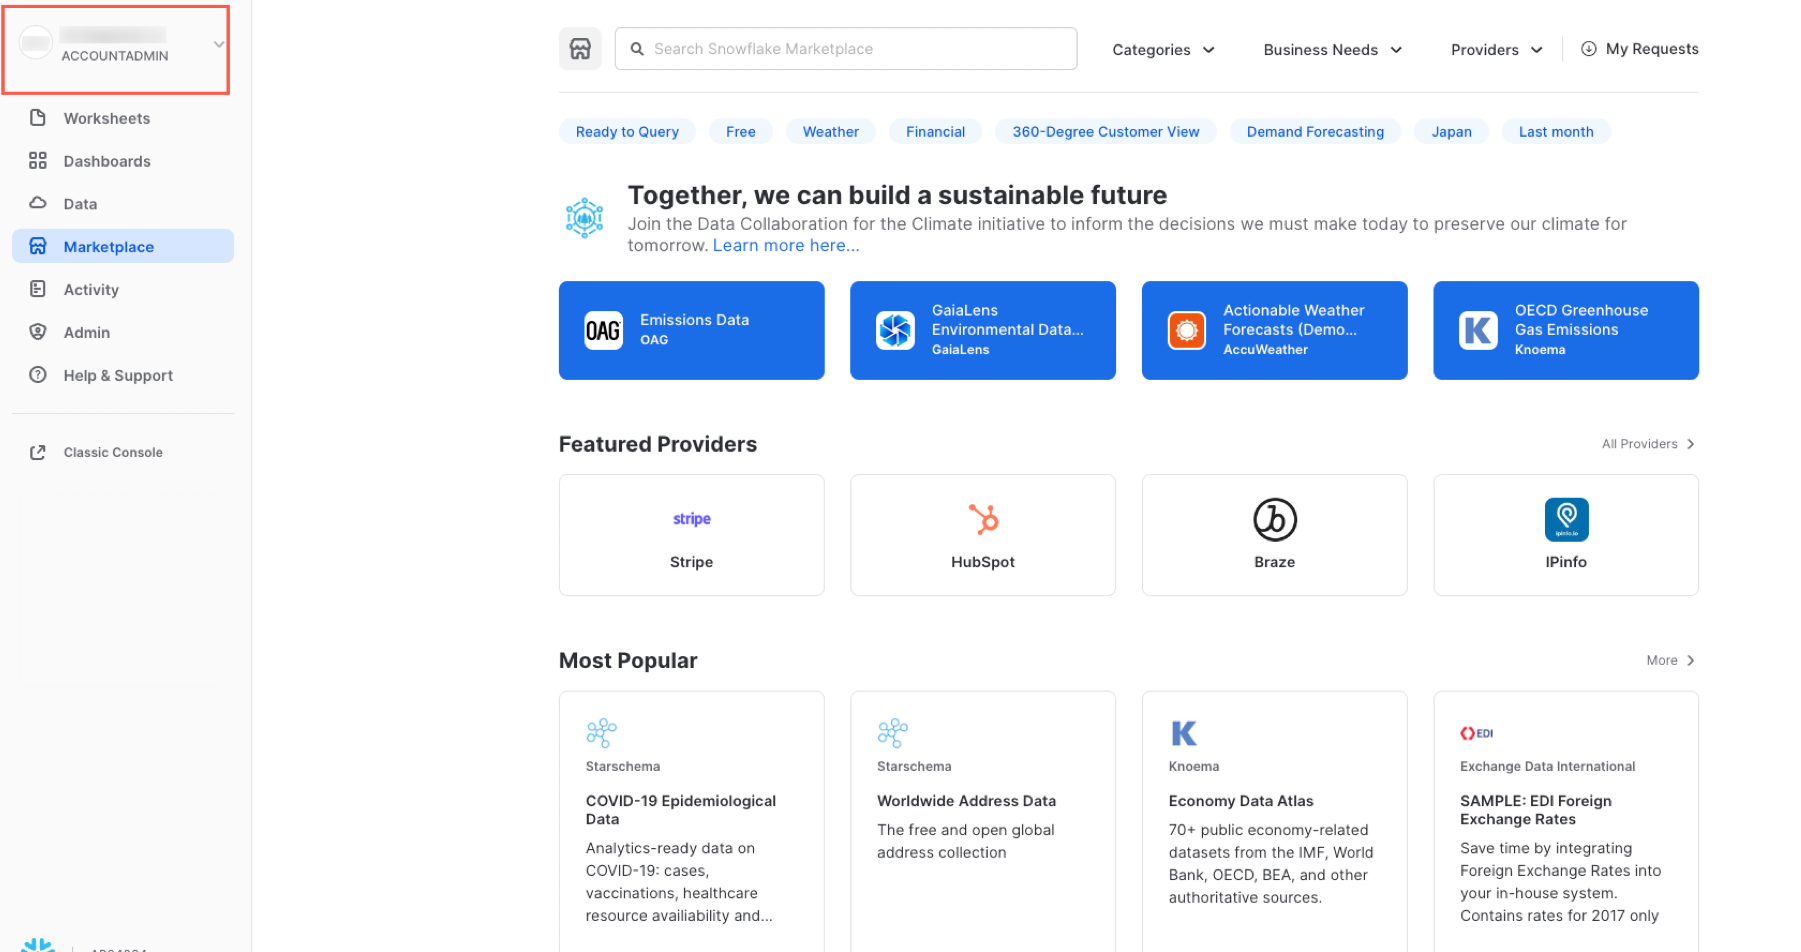 ACCOUNTADMIN
Worksheets
Dashboards
Data
Marketplace
Activity
Admin
Help & Support
Classic Console
Search Snowflake Marketplace
Categories
Business Needs
Providers
My Requests
Ready to Query
Free
Weather
Financial
360-Degree Customer View
Demand Forecasting
Japan
Last month
Together, we can build a sustainable future
Join the Data Collaboration for the Climate initiative to inform the decisions we must make today to preserve our climate for
tomorrow. Learn more here...
OAG
Emissions Data
OAG
GaiaLens
Environmental Data...
GaiaLens
Actionable Weather
Forecasts (Demo...
AccuWeather
K
OECD Greenhouse
Gas Emissions
Knoema
Featured Providers
All Providers
stripe
Stripe
HubSpot
b
Braze
ipinfo.io
IPinfo
Most Popular
More
Starschema
COVID-19 Epidemiological
Data
Analytics-ready data on
COVID-19: cases,
vaccinations, healthcare
resource availiability and...
Starschema
Worldwide Address Data
The free and open global
address collection
K
Knoema
Economy Data Atlas
70+ public economy-related
datasets from the IMF, World
Bank, OECD, BEA, and other
authoritative sources.
EDI
Exchange Data International
SAMPLE: EDI Foreign
Exchange Rates
Save time by integrating
Foreign Exchange Rates into
your in-house system.
Contains rates for 2017 only